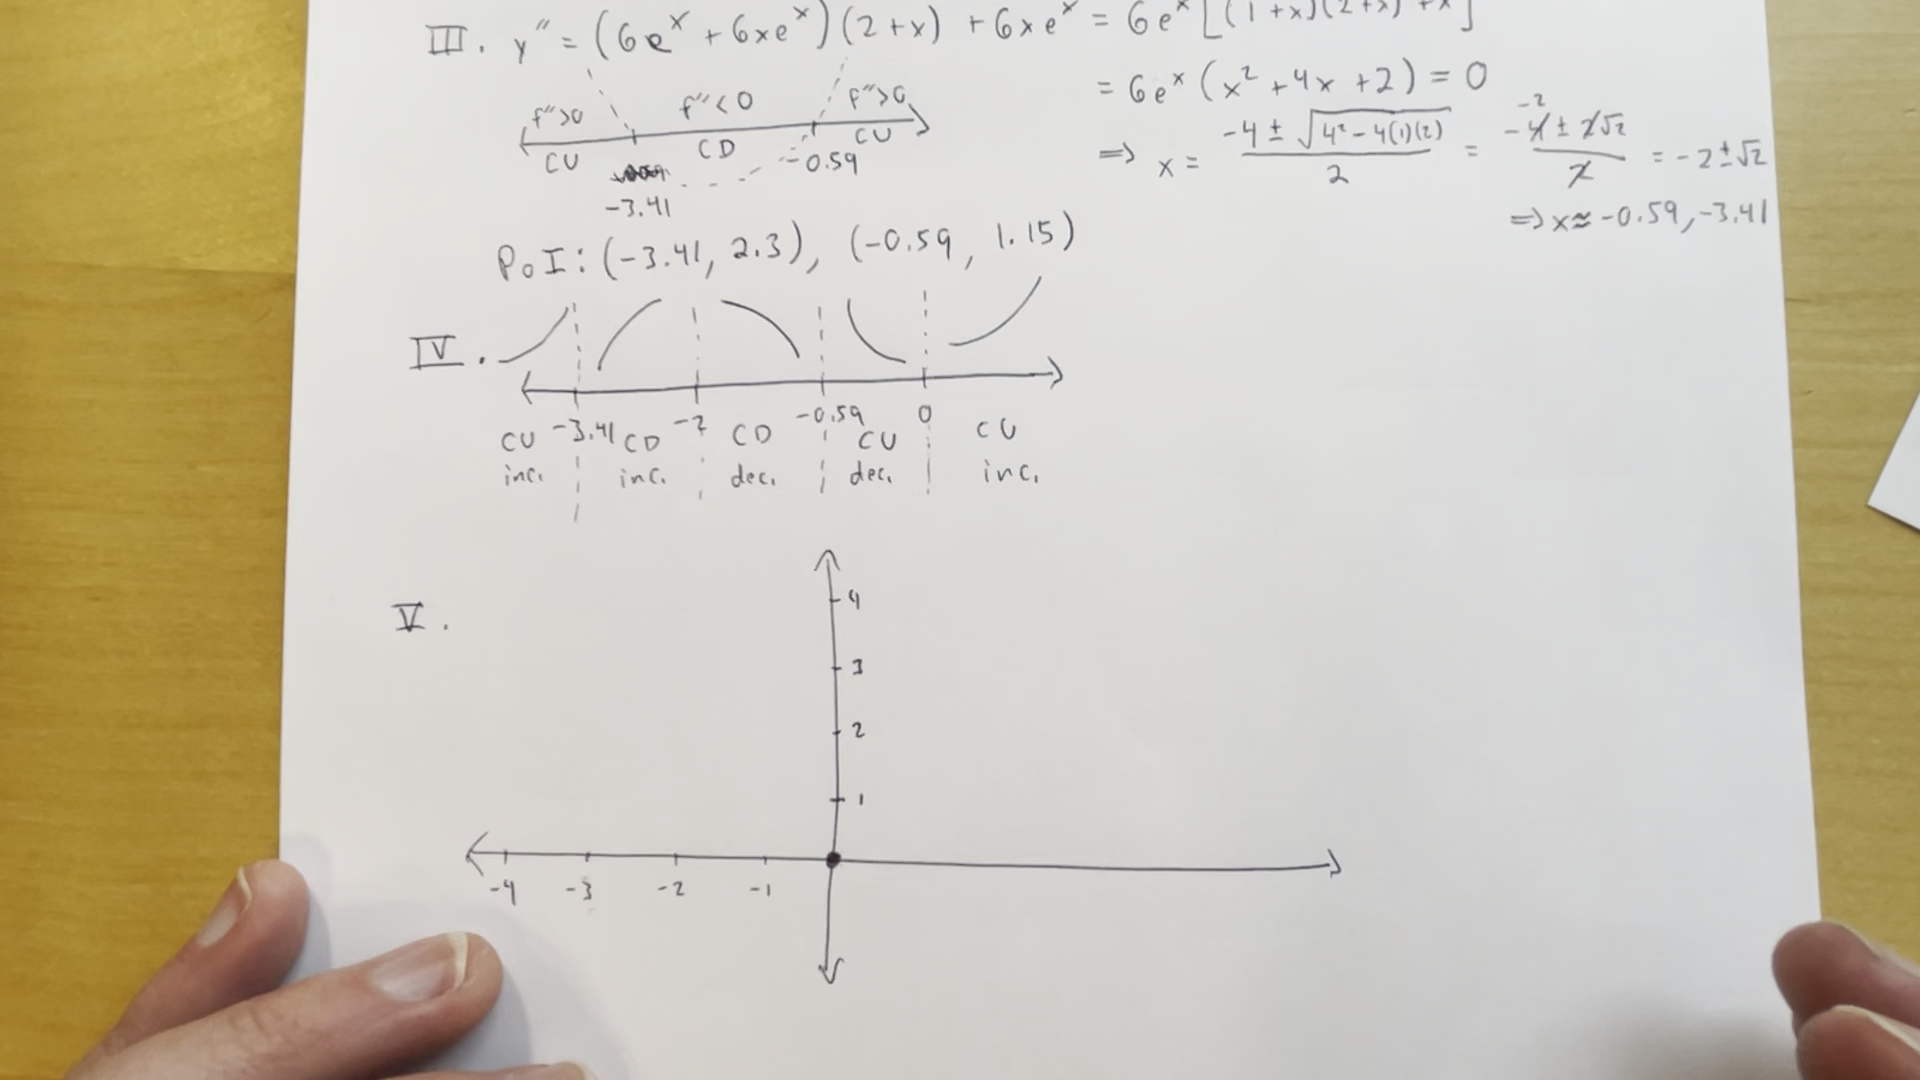 III. y″ = (6e^x + 6xe^x)(2+x) + 6xe^x = 6e^x[(1+x)(2+x)+x]
= 6e^x(x² + 4x + 2) = 0
f″>0 f″<0 f″>0
CU CD CU
-3.41 -0.59
⇒ x = (-4 ± √(4²-4(1)(2)))/2 = (-4 ± 2√2)/2 = -2±√2
-2
⇒ x≈ -0.59, -3.41
PoI: (-3.41, 2.3), (-0.59, 1.15)
IV.
-3.41 -2 -0.59 0
CU CD CD CU CU
inc. inc. dec. dec. inc.
V.
4
3
2
1
-4 -3 -2 -1